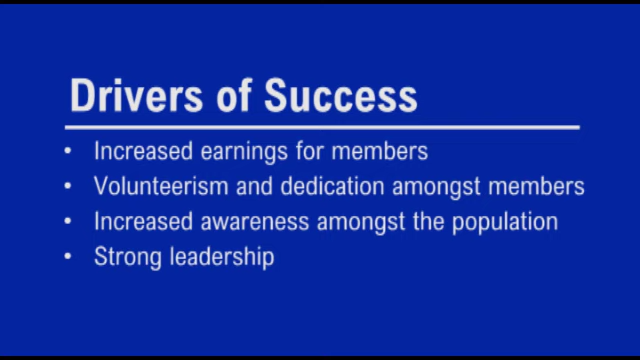 Drivers of Success
• Increased earnings for members
• Volunteerism and dedication amongst members
• Increased awareness amongst the population
• Strong leadership